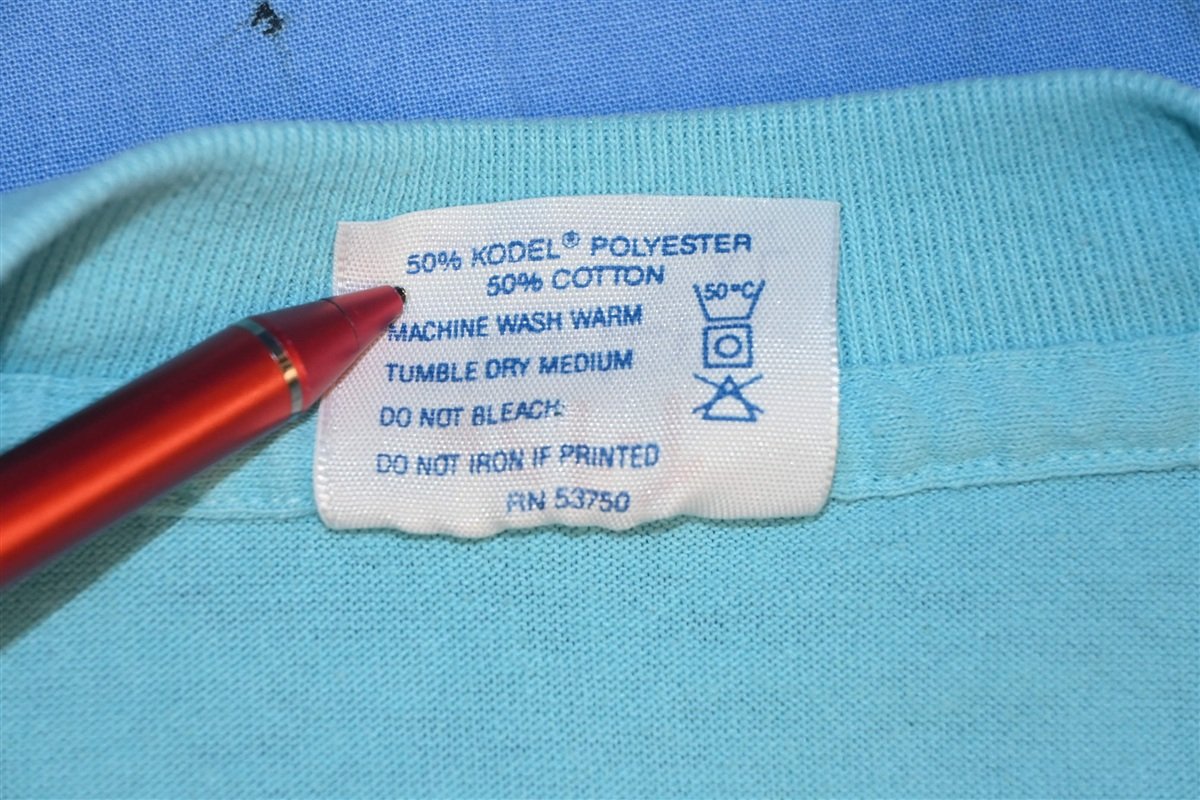 50% KODEL® POLYESTER
50% COTTON
MACHINE WASH WARM
TUMBLE DRY MEDIUM
DO NOT BLEACH
DO NOT IRON IF PRINTED
RN 53750
50°C